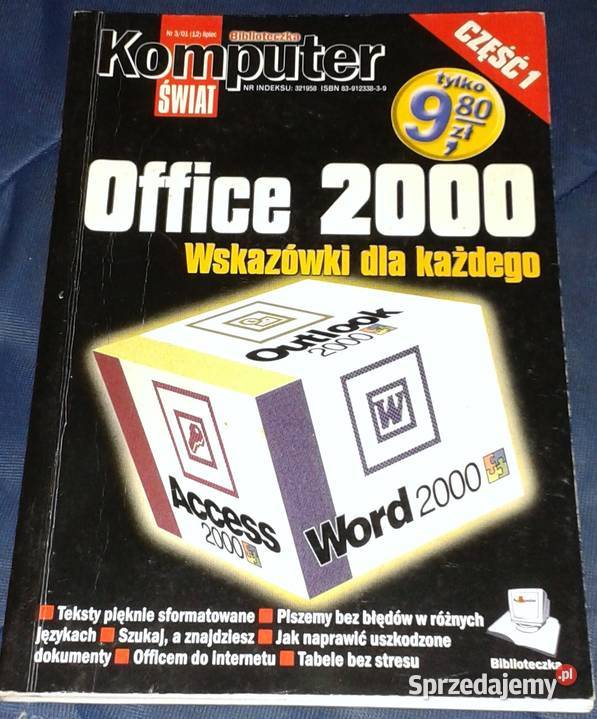 Nr 3/01 (12) lipiec
Biblioteczka
Komputer
ŚWIAT
NR INDEKSU: 321958 ISBN 83-912338-3-9
CZĘŚĆ 1
tylko
9,80 zł
Office 2000
Wskazówki dla każdego
Outlook
2000
Access
2000
W
Word 2000
Teksty pięknie sformatowane Piszemy bez błędów w różnych
językach Szukaj, a znajdziesz Jak naprawić uszkodzone
dokumenty Officem do internetu Tabele bez stresu
Biblioteczka
Sprzedajemy.pl